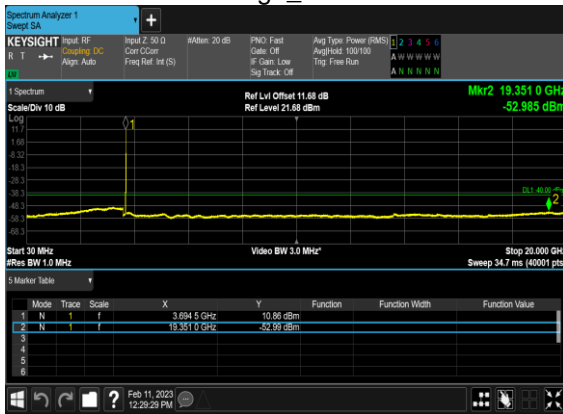 Spectrum Analyzer 1
Swept SA
+
KEYSIGHT Input: RF Input Z: 50 Ω #Atten: 20 dB PNO: Fast Avg Type: Power (RMS) 1 2 3 4 5 6
R T Coupling: DC Corr CCorr Gate: Off Avg|Hold: 100/100 A W W W W W
Align: Auto Freq Ref: Int (S) IF Gain: Low Trig: Free Run
Sig Track: Off A N N N N N
1 Spectrum Ref Lvl Offset 11.68 dB Mkr2 19.351 0 GHz
Scale/Div 10 dB Ref Level 21.68 dBm -52.985 dBm
Log
11.7
1.68
-8.32
-18.3
-28.3
-38.3
-48.3
-58.3
-68.3
1
DL1 -40.00 dBm
2
Start 30 MHz Video BW 3.0 MHz* Stop 20.000 GHz
#Res BW 1.0 MHz Sweep 34.7 ms (40001 pts)
5 Marker Table
Mode Trace Scale X Y Function Function Width Function Value
1 N 1 f 3.694 5 GHz 10.86 dBm
2 N 1 f 19.351 0 GHz -52.99 dBm
3
4
5
6
? Feb 11, 2023
12:29:29 PM